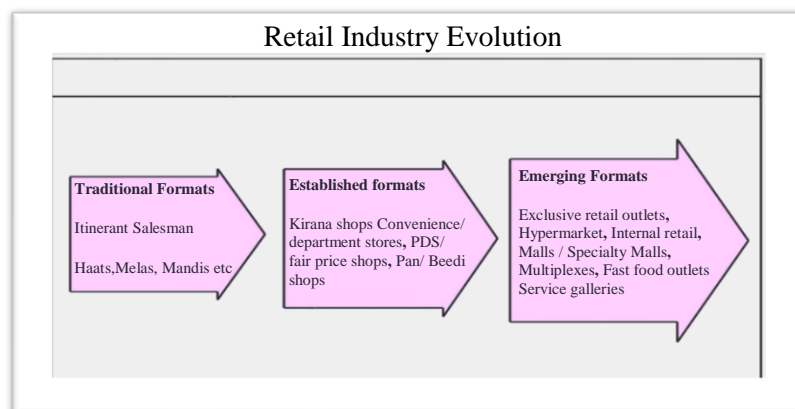 Retail Industry Evolution
Traditional Formats
Itinerant Salesman
Haats,Melas, Mandis etc
Established formats
Kirana shops Convenience/
department stores, PDS/
fair price shops, Pan/ Beedi
shops
Emerging Formats
Exclusive retail outlets,
Hypermarket, Internal retail,
Malls / Specialty Malls,
Multiplexes, Fast food outlets
Service galleries